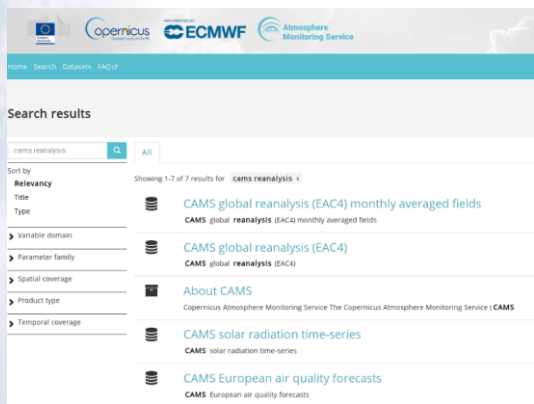 Copernicus
IMPLEMENTED BY
ECMWF
Atmosphere
Monitoring Service
Home Search Datasets FAQ
Search results
cams reanalysis
All
Sort by
Relevancy
Title
Type
Showing 1-7 of 7 results for cams reanalysis
Variable domain
Parameter family
Spatial coverage
Product type
Temporal coverage
CAMS global reanalysis (EAC4) monthly averaged fields
CAMS global reanalysis (EAC4) monthly averaged fields
CAMS global reanalysis (EAC4)
CAMS global reanalysis (EAC4)
About CAMS
Copernicus Atmosphere Monitoring Service The Copernicus Atmosphere Monitoring Service ( CAMS
CAMS solar radiation time-series
CAMS solar radiation time-series
CAMS European air quality forecasts
CAMS European air quality forecasts